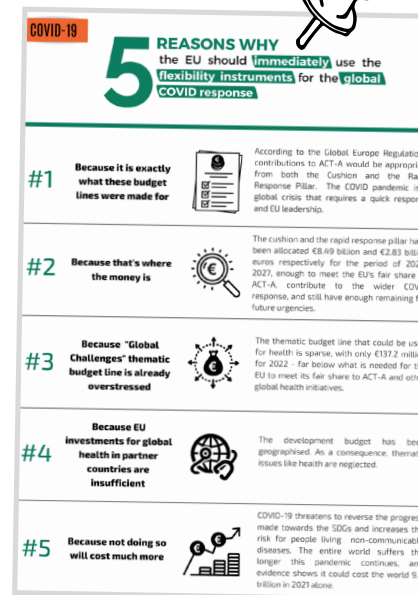 COVID-19
5 REASONS WHY
the EU should immediately use the
flexibility instruments for the global
COVID response
#1
Because it is exactly
what these budget
lines were made for
According to the Global Europe Regulatio
contributions to ACT-A would be appropri
from both the Cushion and the Ra
Response Pillar. The COVID pandemic is
global crisis that requires a quick respon
and EU leadership.
#2
Because that's where
the money is
The cushion and the rapid response pillar ha
been allocated €8.49 billion and €2.83 billi
euros respectively for the period of 202
2027, enough to meet the EU's fair share
ACT-A, contribute to the wider COV
response, and still have enough remaining f
future urgencies.
#3
Because "Global
Challenges" thematic
budget line is already
overstressed
The thematic budget line that could be use
for health is sparse, with only €137.2 milli
for 2022 - far below what is needed for t
EU to meet its fair share to ACT-A and oth
global health initiatives.
#4
Because EU
investments for global
health in partner
countries are
insufficient
The development budget has bee
geographised. As a consequence, themat
issues like health are neglected.
#5
Because not doing so
will cost much more
COVID-19 threatens to reverse the progres
made towards the SDGs and increases th
risk for people living non-communicab
diseases. The entire world suffers th
longer this pandemic continues, an
evidence shows it could cost the world 9.
trillion in 2021 alone.